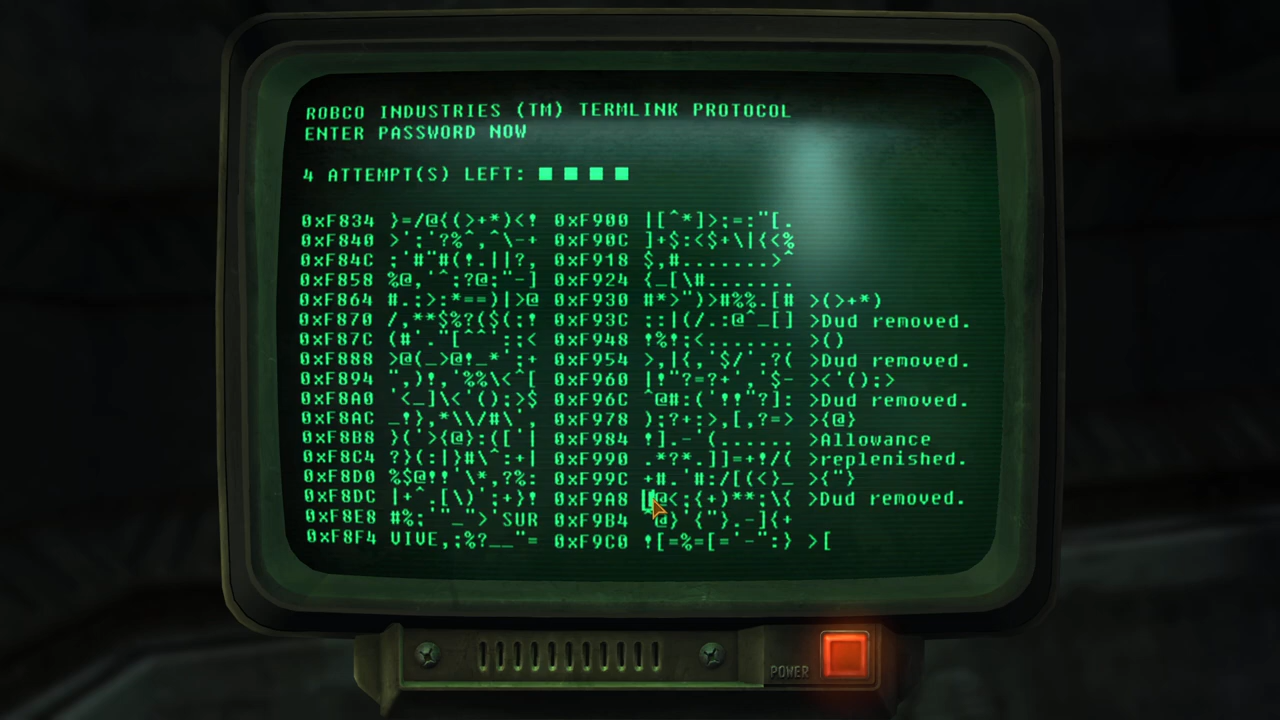 ROBCO INDUSTRIES (TM) TERMLINK PROTOCOL
ENTER PASSWORD NOW
4 ATTEMPT(S) LEFT: ■ ■ ■ ■
0xF834 }=/@{(>+*)<! 0xF900 |[^*]>;=:"[.
0xF840 >';'?%^,^\-+ 0xF90C ]+$:<$+\|{<%
0xF84C ;'#"#(!.||?, 0xF918 $,#.......>^
0xF858 %@,'^;?@;"-] 0xF924 {_[\#.......
0xF864 #.;>:*==)|>@ 0xF930 #*>")>#%%.[# >(>+*)
0xF870 /,**$%?($(;! 0xF93C ;:|(/.:@^_[] >Dud removed.
0xF87C (#'."[^^':;< 0xF948 !%!;<....... >()
0xF888 >@(_>@!_*';+ 0xF954 >,|{,'$/'.?( >Dud removed.
0xF894 ",)!,'%%\<^[ 0xF960 |!"?=?+','$- ><'();>
0xF8A0 '<_]\<'();>$ 0xF96C ^@#:('!!"?]: >Dud removed.
0xF8AC _!},*\\/#\', 0xF978 );?+:>,[,?=> >{@}
0xF8B8 }('>{@}:(['| 0xF984 !].-'(...... >Allowance
0xF8C4 ?}(:|}#\^:+| 0xF990 .*?*.]]=+!/( >replenished.
0xF8D0 %$@!!'\*,?%: 0xF99C +#.'#:/[(<}_ >{"}
0xF8DC |+^.[\)';+}! 0xF9A8 [@<;{+)**;\{ >Dud removed.
0xF8E8 #%;'"_">'SUR 0xF9B4 "@}'{"}.-]{+
0xF8F4 VIVE,;%?__"= 0xF9C0 ![=%=[='-":} >[
POWER